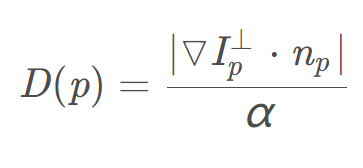 D(p) = |▽I_p^⊥ · n_p| / α